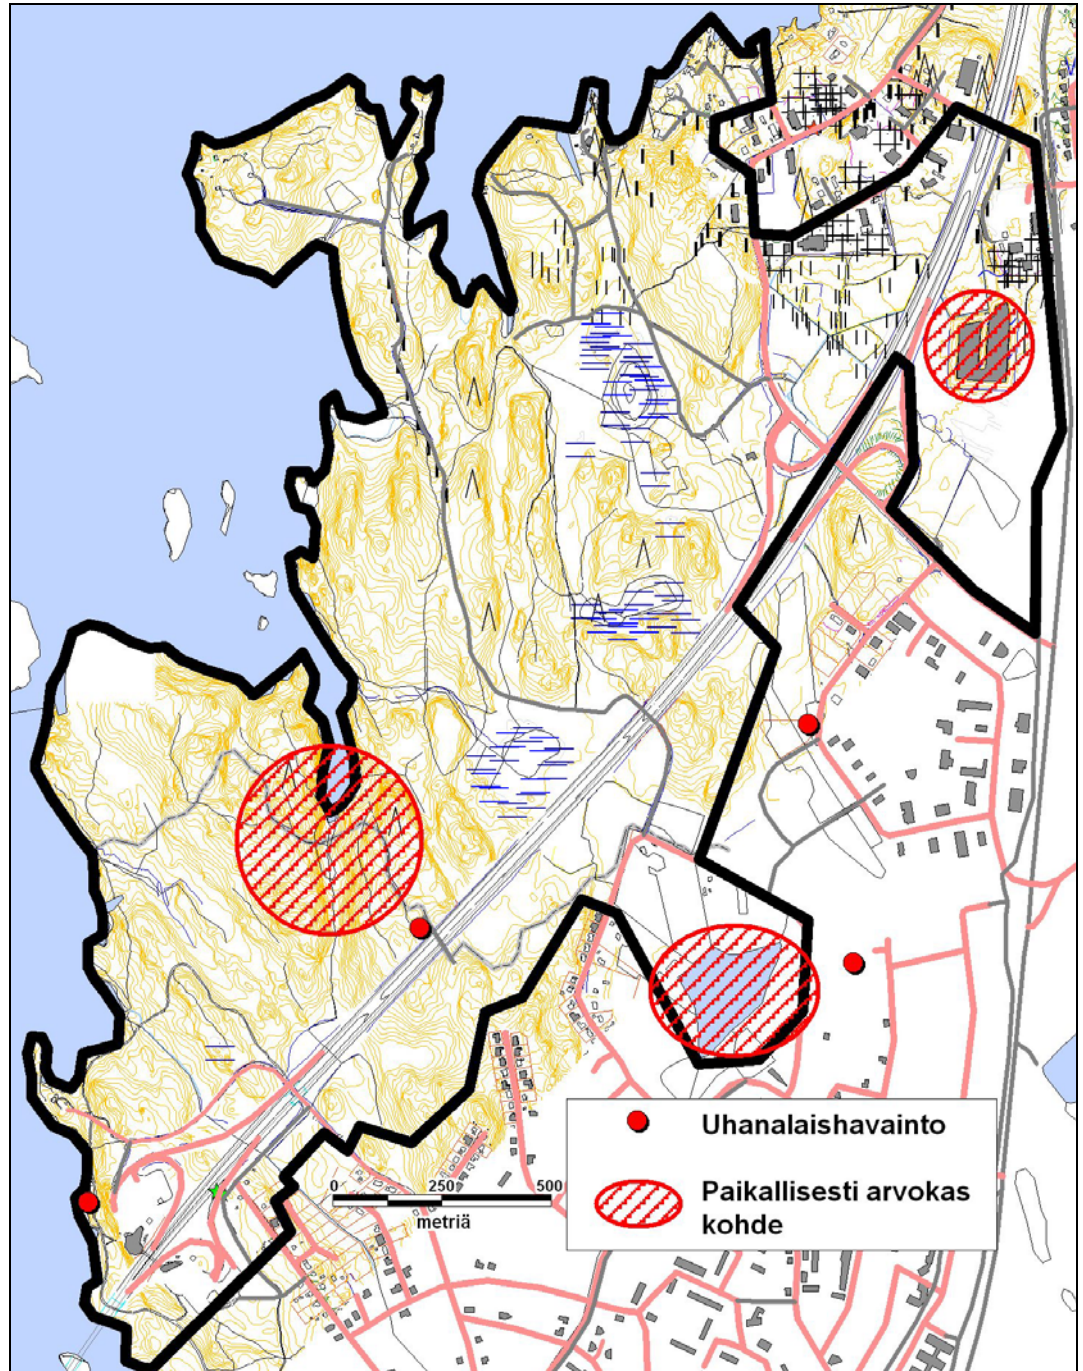 Uhanalaishavainto
Paikallisesti arvokas
kohde
0 250 500
metriä